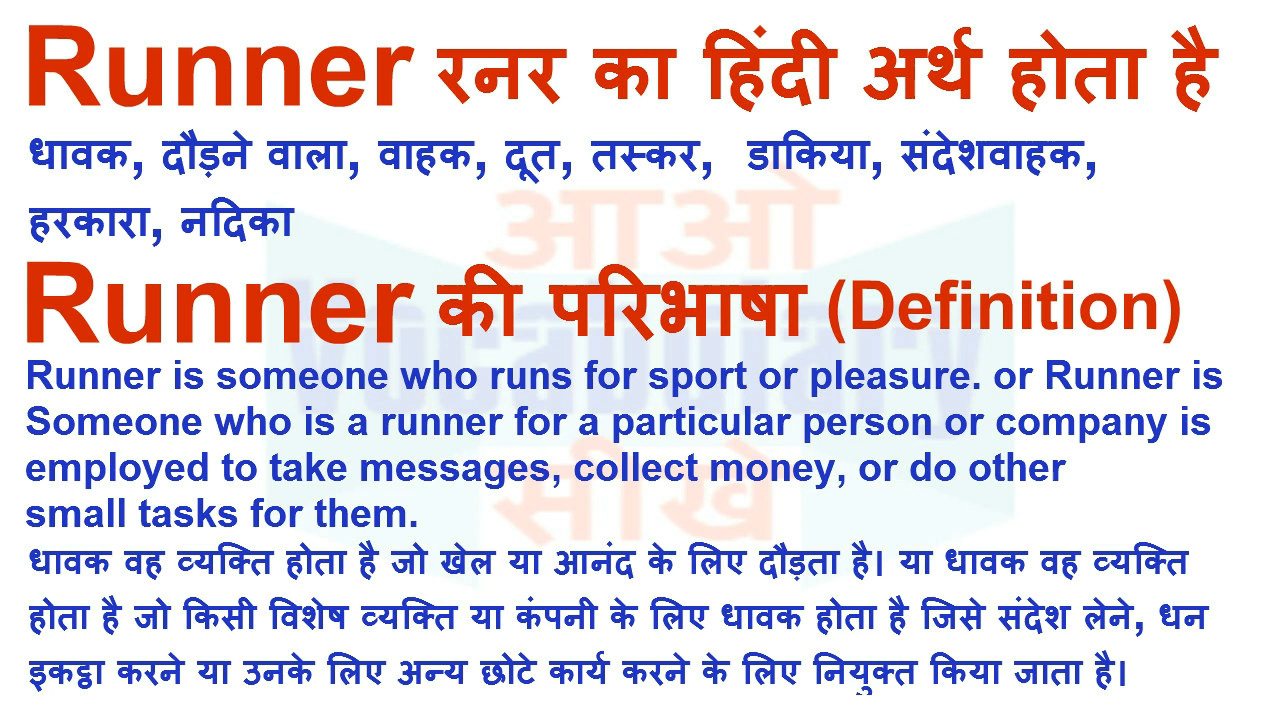 Runner रनर का हिंदी अर्थ होता है
धावक, दौड़ने वाला, वाहक, दूत, तस्कर, डाकिया, संदेशवाहक,
हरकारा, नदिका
Runner की परिभाषा (Definition)
Runner is someone who runs for sport or pleasure. or Runner is
Someone who is a runner for a particular person or company is
employed to take messages, collect money, or do other
small tasks for them.
धावक वह व्यक्ति होता है जो खेल या आनंद के लिए दौड़ता है। या धावक वह व्यक्ति
होता है जो किसी विशेष व्यक्ति या कंपनी के लिए धावक होता है जिसे संदेश लेने, धन
इकट्ठा करने या उनके लिए अन्य छोटे कार्य करने के लिए नियुक्त किया जाता है।
आओ
Vocabulary
सीखे